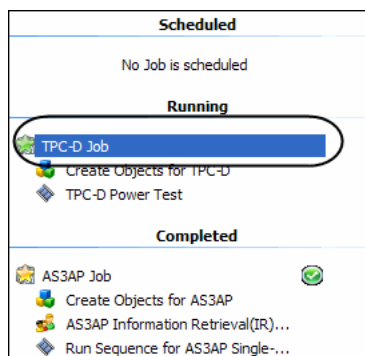 Scheduled
No Job is scheduled
Running
TPC-D Job
Create Objects for TPC-D
TPC-D Power Test
Completed
AS3AP Job
Create Objects for AS3AP
AS3AP Information Retrieval(IR)...
Run Sequence for AS3AP Single-...